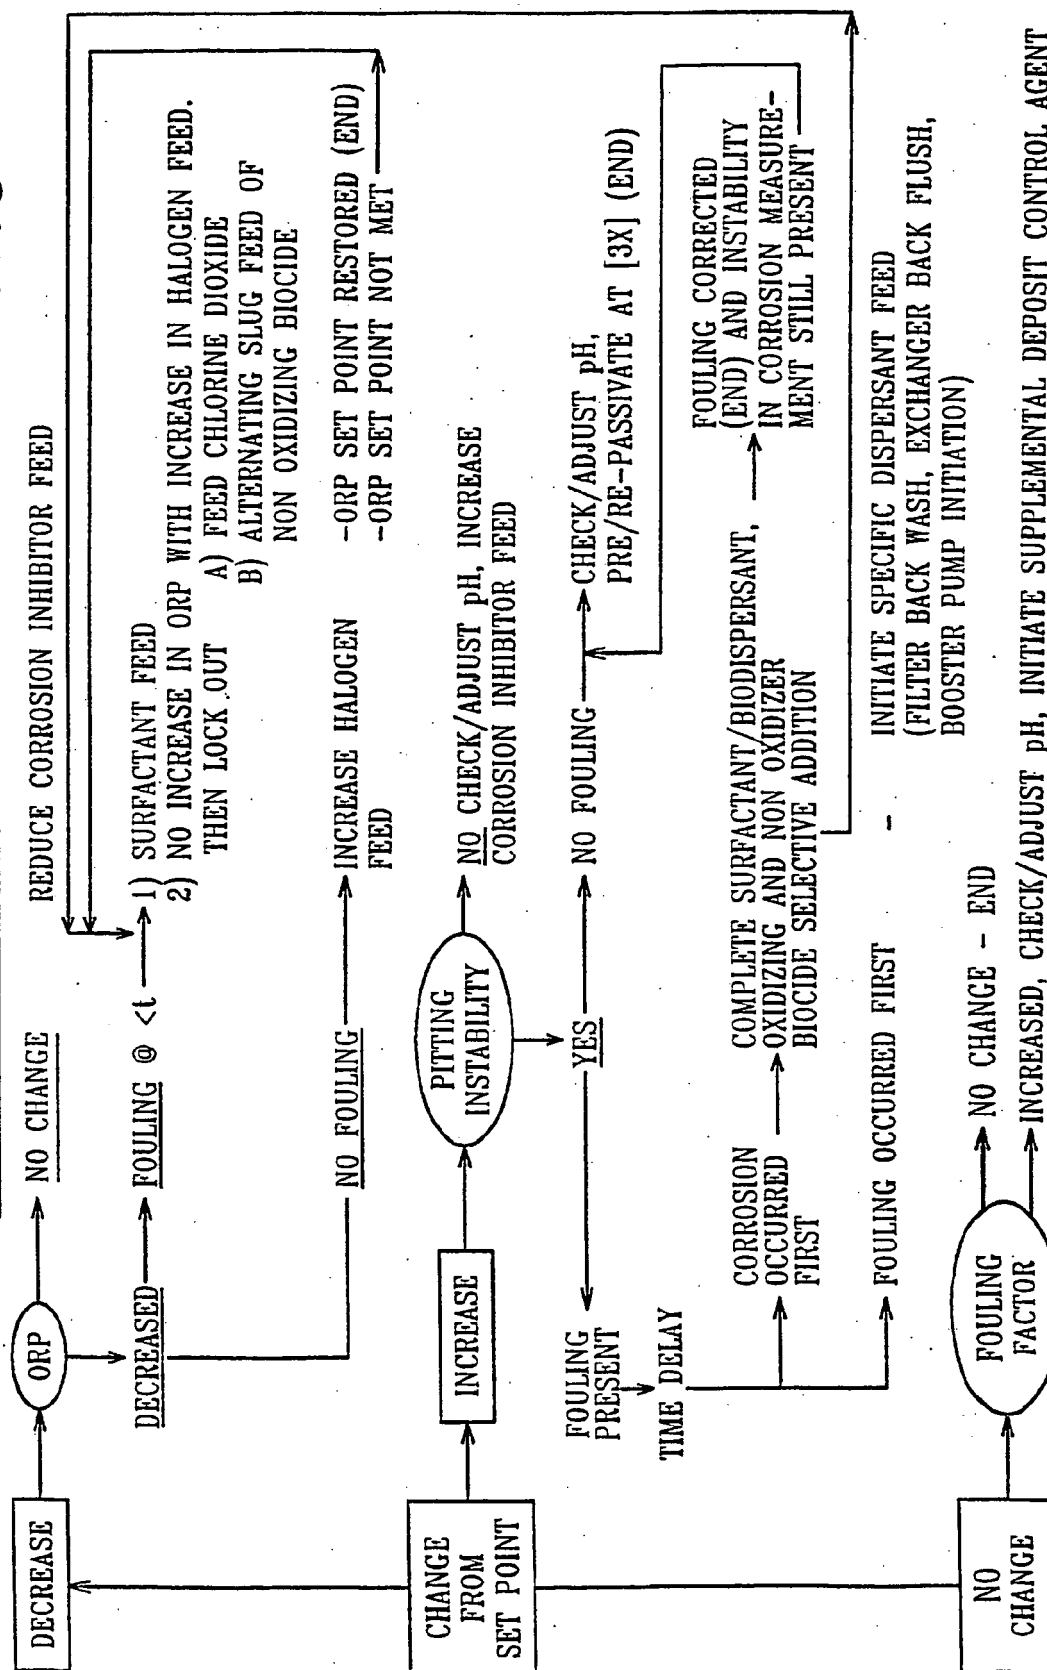 DECREASE
ORP
NO CHANGE
REDUCE CORROSION INHIBITOR FEED
DECREASED
FOULING @ <t
1) SURFACTANT FEED
2) NO INCREASE IN ORP WITH INCREASE IN HALOGEN FEED.
THEN LOCK OUT
A) FEED CHLORINE DIOXIDE
B) ALTERNATING SLUG FEED OF
NON OXIDIZING BIOCIDE
NO FOULING
INCREASE HALOGEN
FEED
-ORP SET POINT RESTORED (END)
-ORP SET POINT NOT MET
CHANGE
FROM
SET POINT
INCREASE
PITTING
INSTABILITY
NO CHECK/ADJUST pH, INCREASE
CORROSION INHIBITOR FEED
YES
NO FOULING
CHECK/ADJUST pH,
PRE/RE-PASSIVATE AT [3X] (END)
FOULING
PRESENT
TIME DELAY
CORROSION
OCCURRED
FIRST
COMPLETE SURFACTANT/BIODISPERSANT,
OXIDIZING AND NON OXIDIZER
BIOCIDE SELECTIVE ADDITION
FOULING CORRECTED
(END) AND INSTABILITY
IN CORROSION MEASURE-
MENT STILL PRESENT
FOULING OCCURRED FIRST
-
INITIATE SPECIFIC DISPERSANT FEED
(FILTER BACK WASH, EXCHANGER BACK FLUSH,
BOOSTER PUMP INITIATION)
NO
CHANGE
FOULING
FACTOR
NO CHANGE - END
INCREASED, CHECK/ADJUST pH, INITIATE SUPPLEMENTAL DEPOSIT CONTROL AGENT